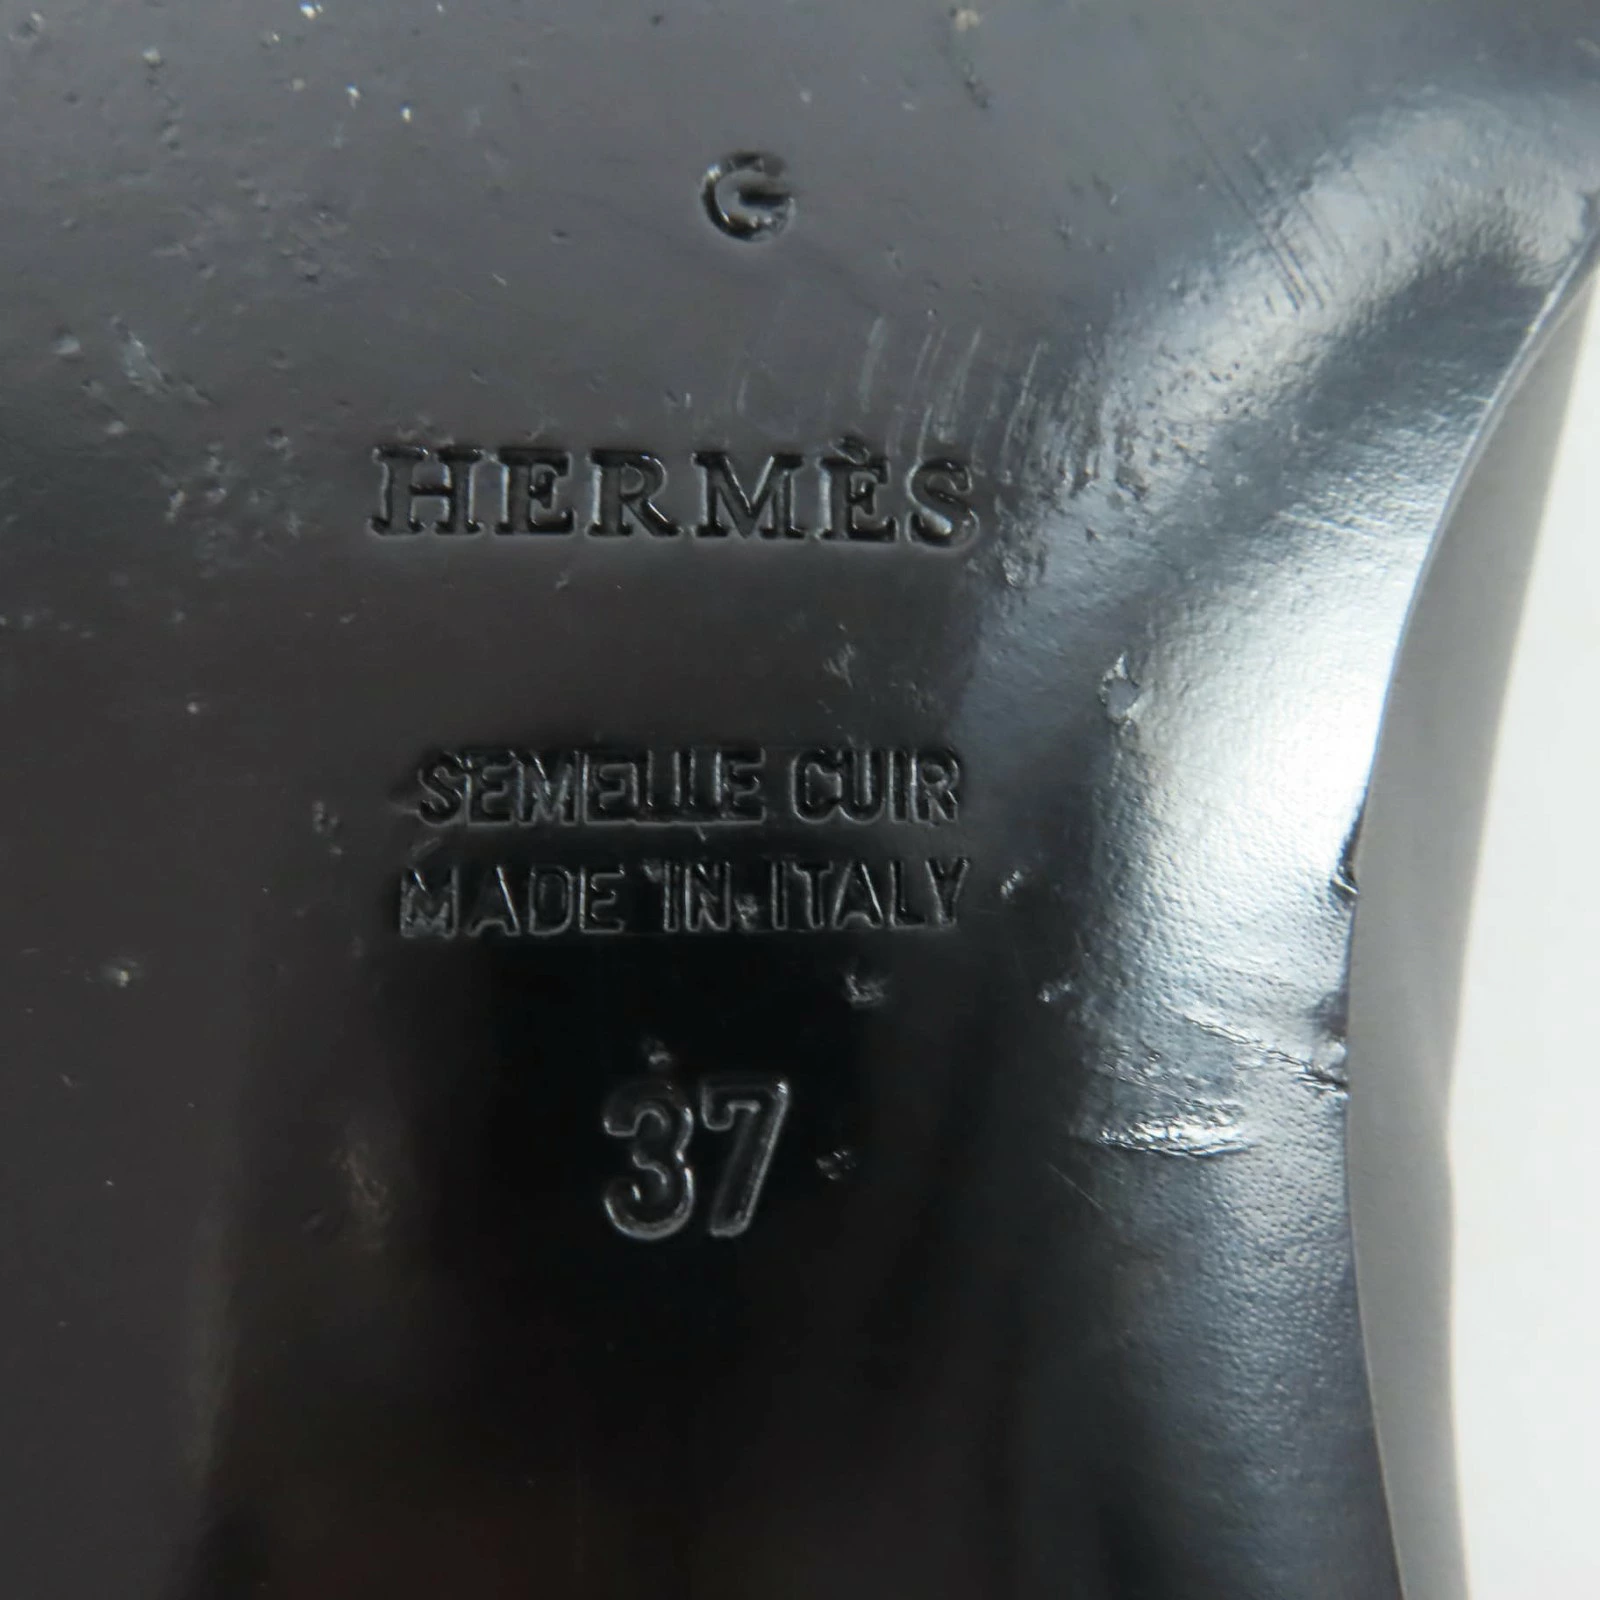 G
HERMÈS
SEMELLE CUIR
MADE IN ITALY
37